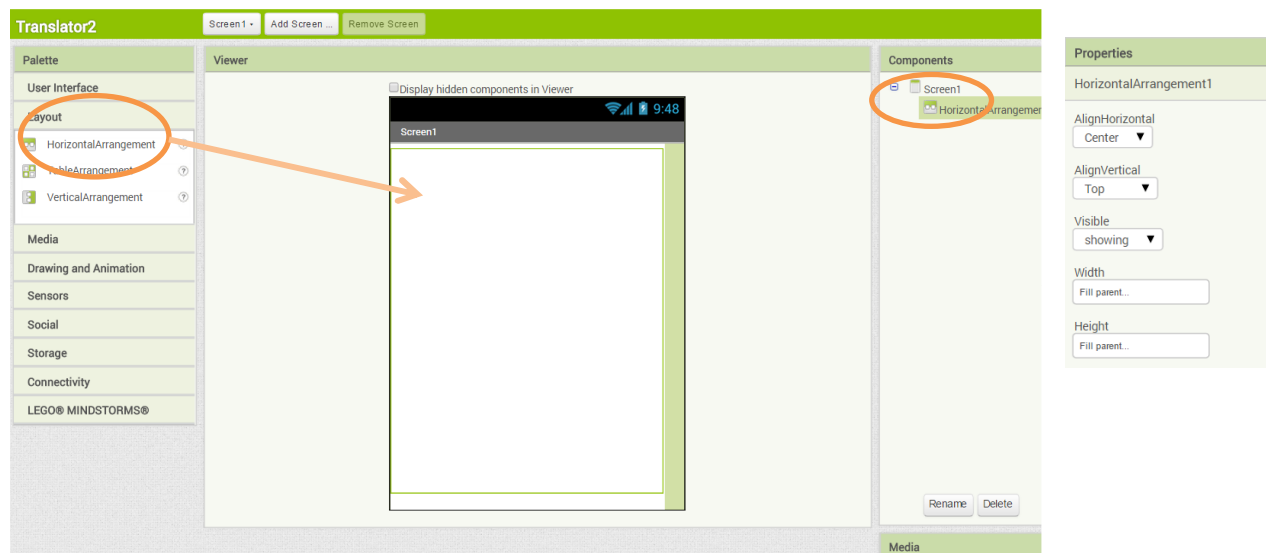 Translator2
Screen1
Add Screen ...
Remove Screen
Palette
User Interface
Layout
HorizontalArrangement
TableArrangement
VerticalArrangement
Media
Drawing and Animation
Sensors
Social
Storage
Connectivity
LEGO® MINDSTORMS®
Viewer
Display hidden components in Viewer
9:48
Screen1
Components
Screen1
HorizontalArrangemen
Rename
Delete
Media
Properties
HorizontalArrangement1
AlignHorizontal
Center
AlignVertical
Top
Visible
showing
Width
Fill parent...
Height
Fill parent...